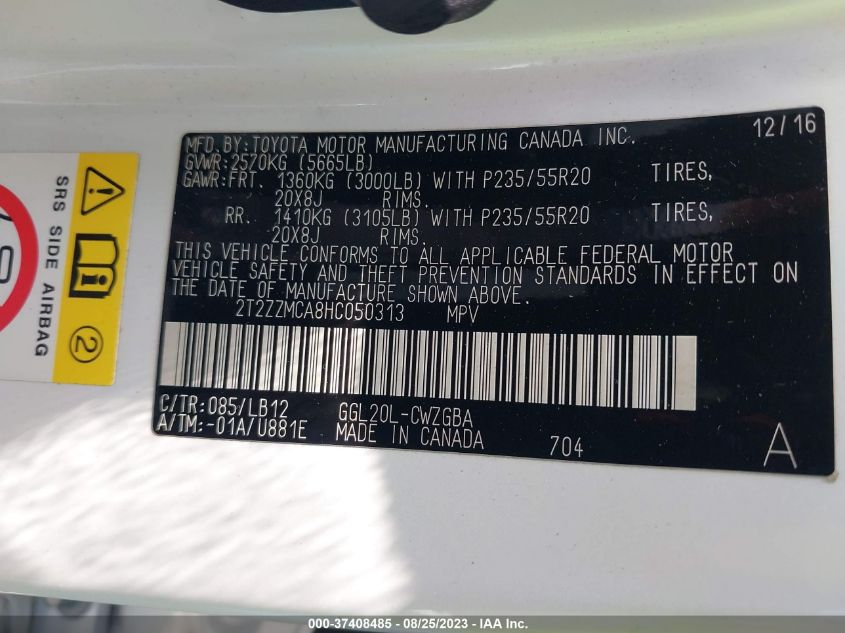 12/16
MFD. BY: TOYOTA MOTOR MANUFACTURING CANADA INC.
GVWR: 2570KG (5665LB)
GAWR: FRT. 1360KG (3000LB) WITH P235/55R20 TIRES,
20X8J RIMS.
RR. 1410KG (3105LB) WITH P235/55R20 TIRES,
20X8J RIMS.
THIS VEHICLE CONFORMS TO ALL APPLICABLE FEDERAL MOTOR
VEHICLE SAFETY AND THEFT PREVENTION STANDARDS IN EFFECT ON
THE DATE OF MANUFACTURE SHOWN ABOVE.
2T2ZZMCA8HC050313 MPV
C/TR: 085/LB12 GGL20L-CWZGBA
A/TM: -01A/U881E MADE IN CANADA 704 A
SRS SIDE AIRBAG
2
000-37408485 - 08/25/2023 - IAA Inc.